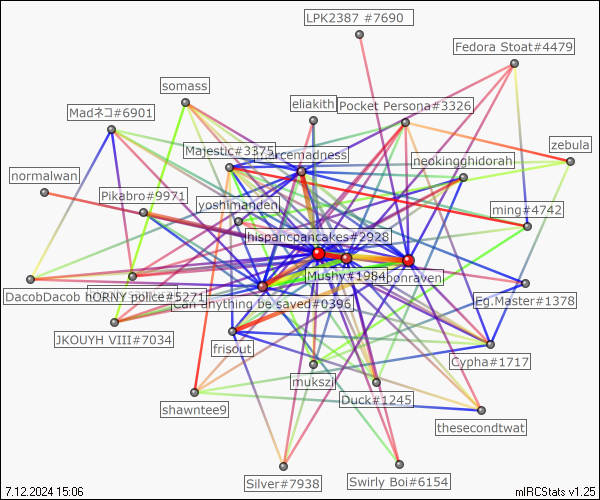 LPK2387 #7690
Fedora Stoat#4479
somass
eliakith
Pocket Persona#3326
Madネコ#6901
zebula
Majestic#3375
arcemadness
neokingghidorah
normalwan
Pikabro#9971
yoshimanden
ming#4742
hispancpancakes#2928
Mushy#1984
bonraven
DacobDacob
hORNY police#5271
Can anything be saved#0396
Eg.Master#1378
JKOUYH VIII#7034
frisout
Cypha#1717
mukszi
Duck#1245
shawntee9
thesecondtwat
Silver#7938
Swirly Boi#6154
7.12.2024 15:06
mIRCStats v1.25